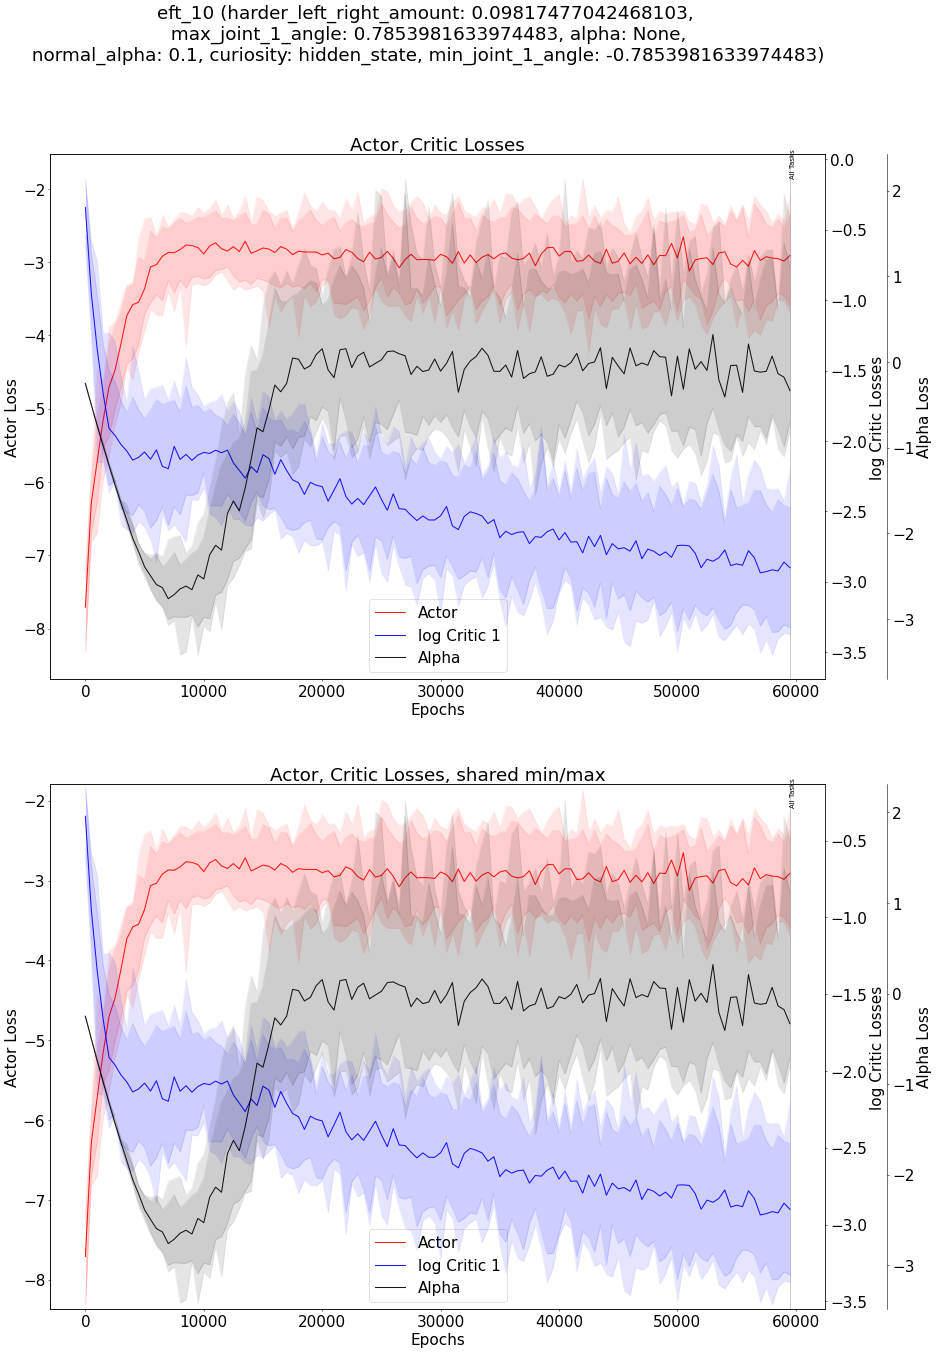 eft_10 (harder_left_right_amount: 0.09817477042468103,
max_joint_1_angle: 0.7853981633974483, alpha: None,
normal_alpha: 0.1, curiosity: hidden_state, min_joint_1_angle: -0.7853981633974483)
Actor, Critic Losses
All Tasks
−2
−3
−4
−5
−6
−7
−8
Actor Loss
0.0
−0.5
−1.0
−1.5
−2.0
−2.5
−3.0
−3.5
log Critic Losses
2
1
0
−1
−2
−3
Alpha Loss
Actor
log Critic 1
Alpha
0 10000 20000 30000 40000 50000 60000
Epochs
Actor, Critic Losses, shared min/max
All Tasks
−2
−3
−4
−5
−6
−7
−8
Actor Loss
−0.5
−1.0
−1.5
−2.0
−2.5
−3.0
−3.5
log Critic Losses
2
1
0
−1
−2
−3
Alpha Loss
Actor
log Critic 1
Alpha
0 10000 20000 30000 40000 50000 60000
Epochs